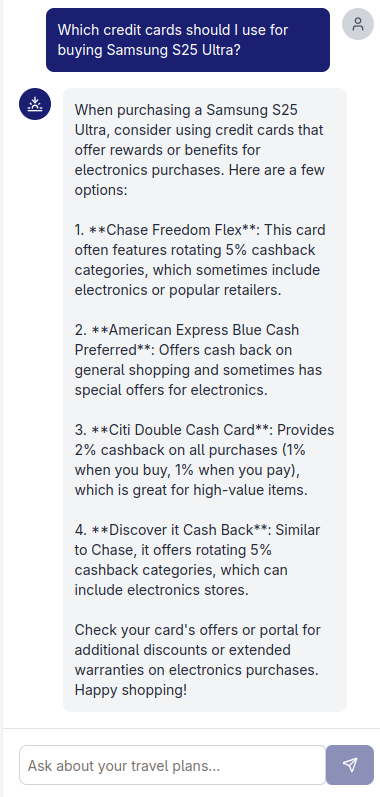 Which credit cards should I use for
buying Samsung S25 Ultra?
When purchasing a Samsung S25
Ultra, consider using credit cards that
offer rewards or benefits for
electronics purchases. Here are a few
options:
1. **Chase Freedom Flex**: This card
often features rotating 5% cashback
categories, which sometimes include
electronics or popular retailers.
2. **American Express Blue Cash
Preferred**: Offers cash back on
general shopping and sometimes has
special offers for electronics.
3. **Citi Double Cash Card**: Provides
2% cashback on all purchases (1%
when you buy, 1% when you pay),
which is great for high-value items.
4. **Discover it Cash Back**: Similar
to Chase, it offers rotating 5%
cashback categories, which can
include electronics stores.
Check your card's offers or portal for
additional discounts or extended
warranties on electronics purchases.
Happy shopping!
Ask about your travel plans...